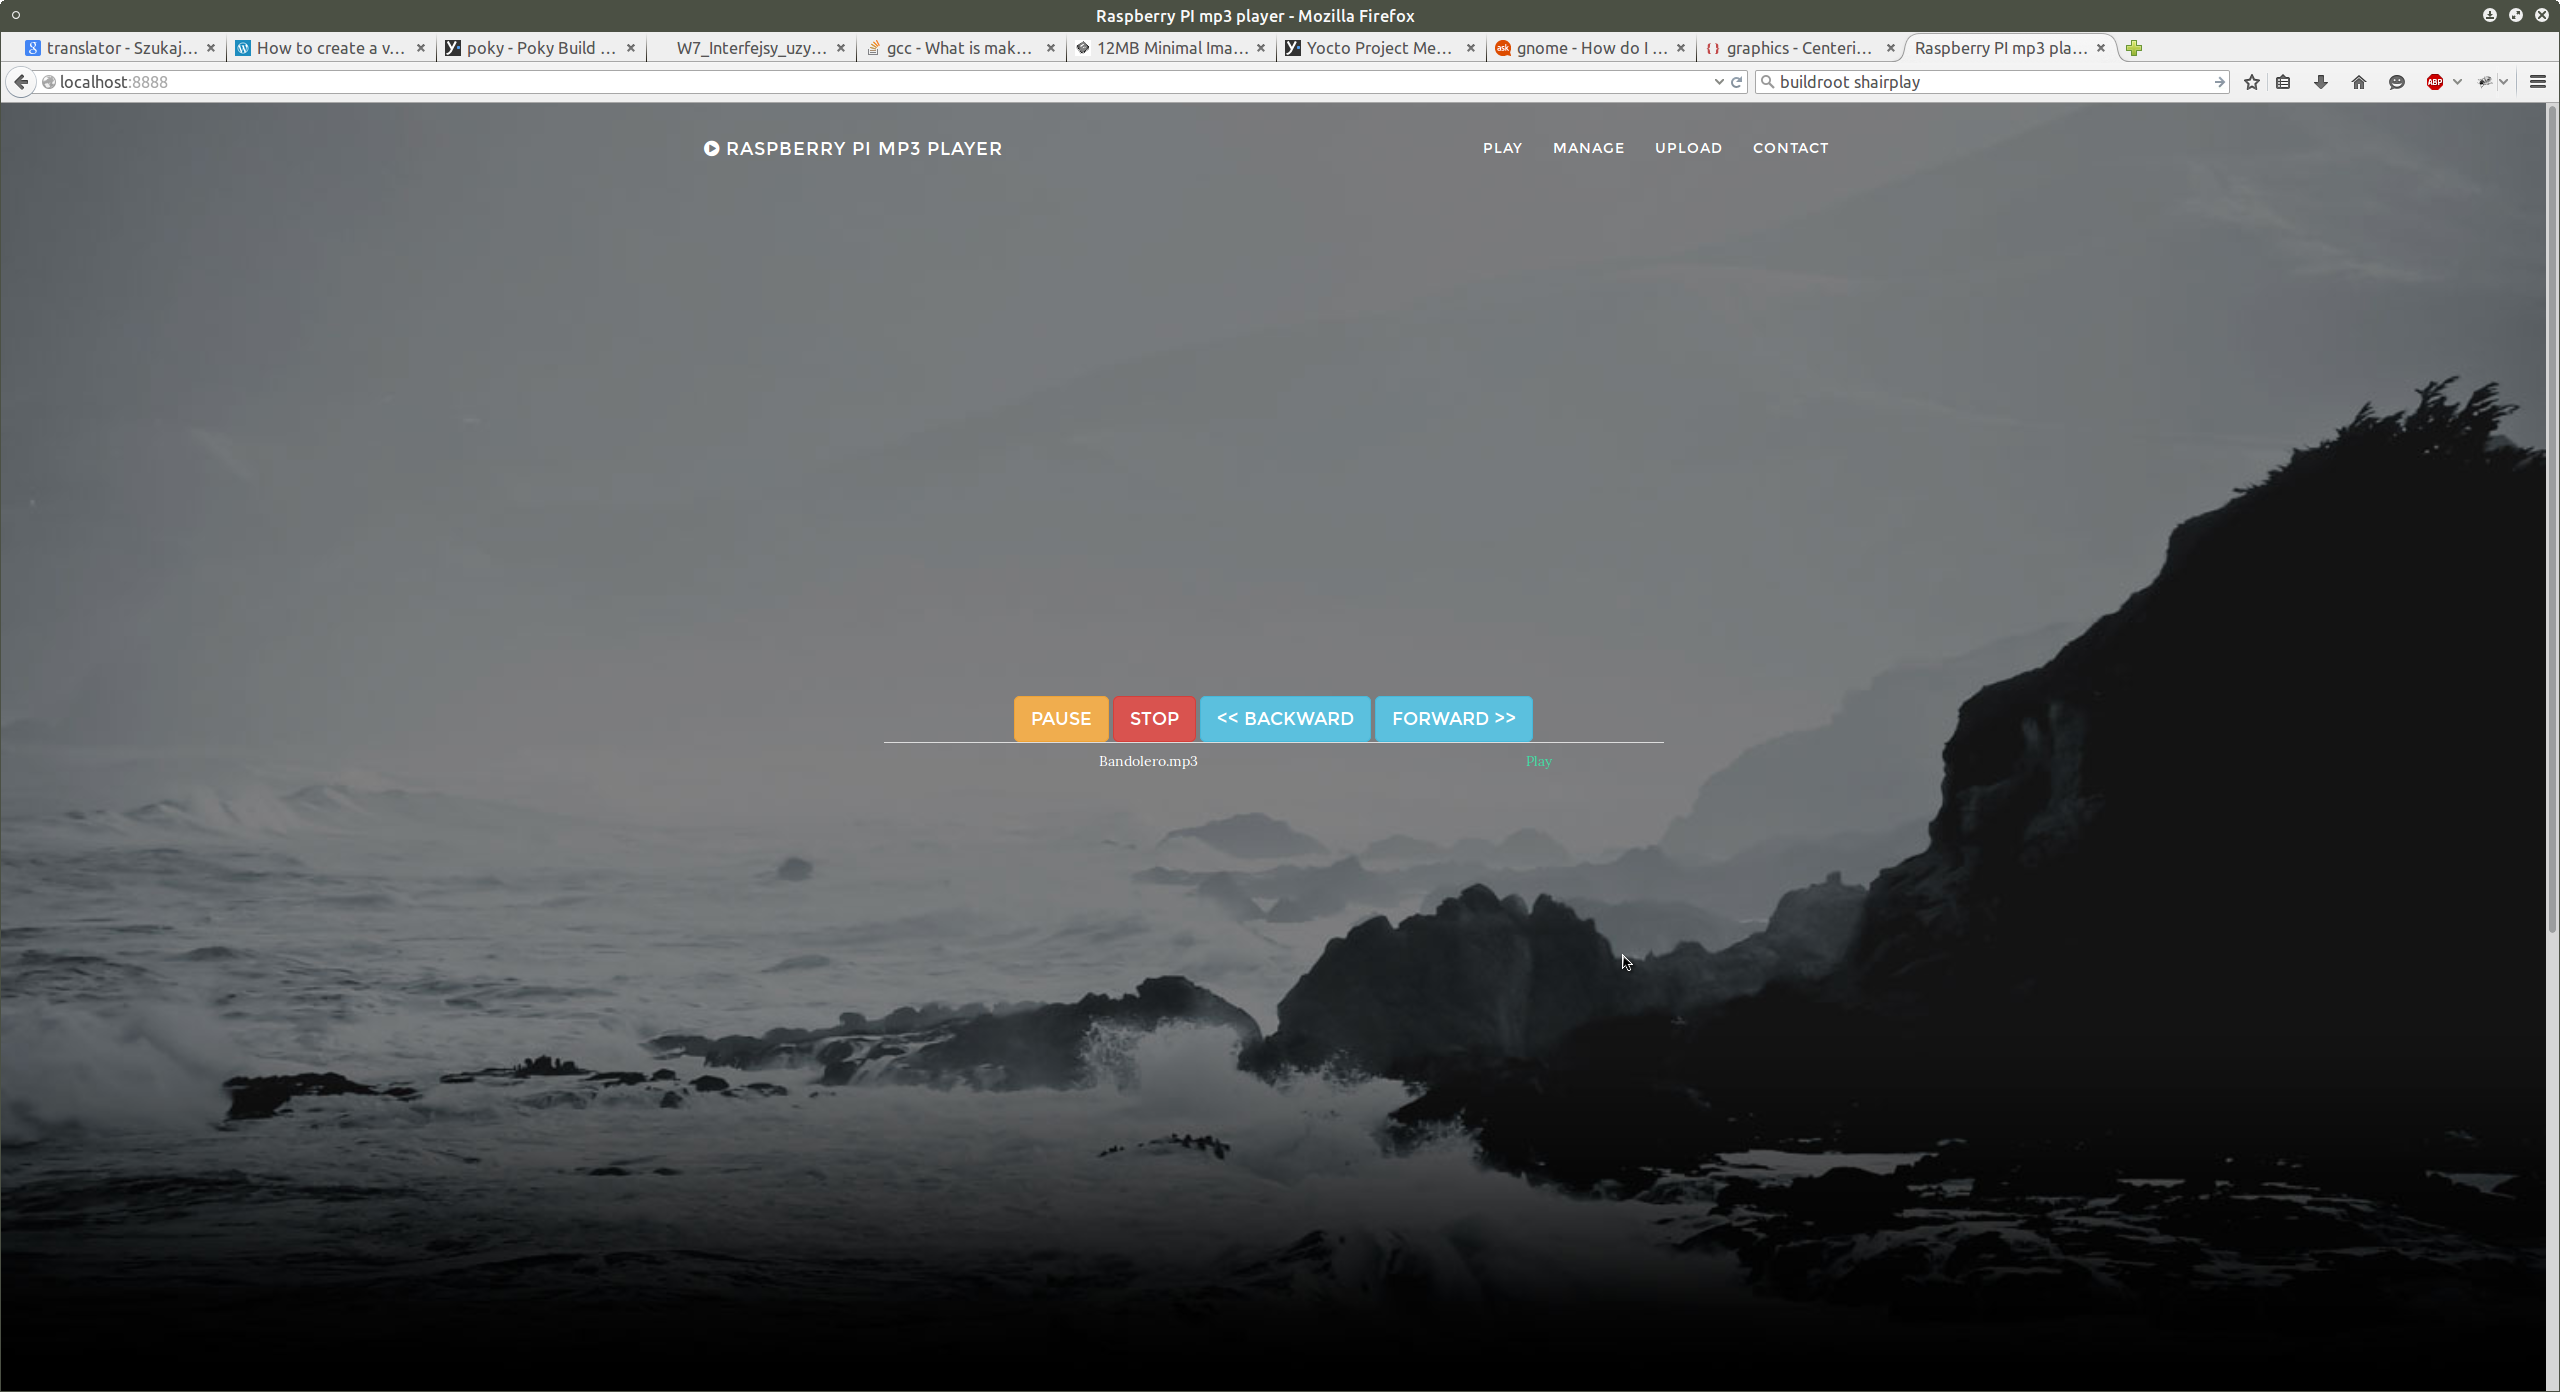 Raspberry PI mp3 player - Mozilla Firefox
translator - Szukaj... How to create a v... poky - Poky Build ... W7_Interfejsy_uzy... gcc - What is mak... 12MB Minimal Ima... Yocto Project Me... gnome - How do I ... graphics - Centeri... Raspberry PI mp3 pla...
localhost:8888 buildroot shairplay ABP
RASPBERRY PI MP3 PLAYER PLAY MANAGE UPLOAD CONTACT
PAUSE STOP << BACKWARD FORWARD >>
Bandolero.mp3 Play